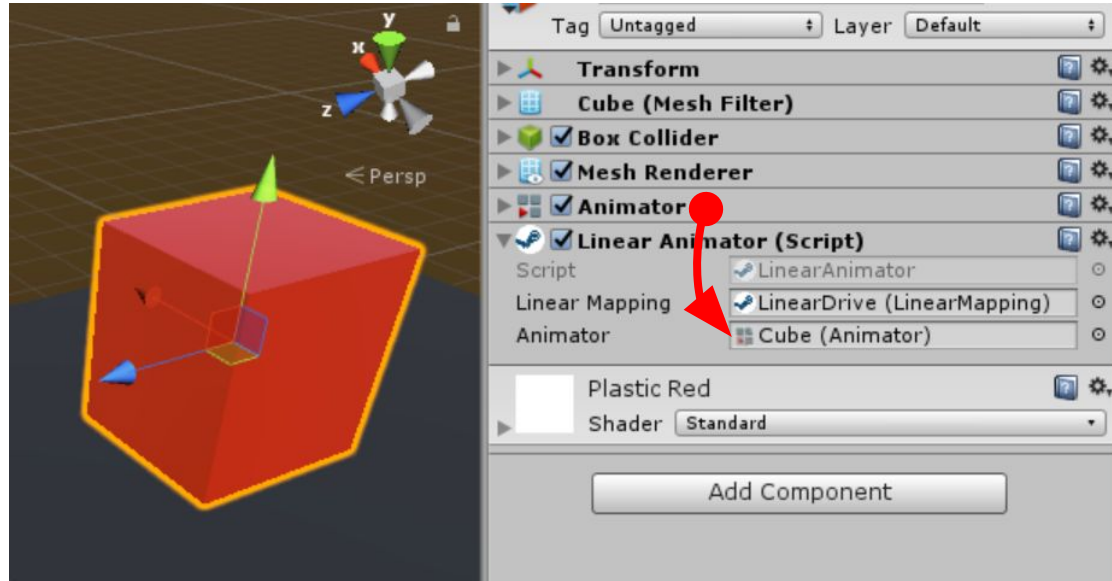 y
x
z
Persp
Tag Untagged Layer Default
Transform
Cube (Mesh Filter)
Box Collider
Mesh Renderer
Animator
Linear Animator (Script)
Script LinearAnimator
Linear Mapping LinearDrive (LinearMapping)
Animator Cube (Animator)
Plastic Red
Shader Standard
Add Component